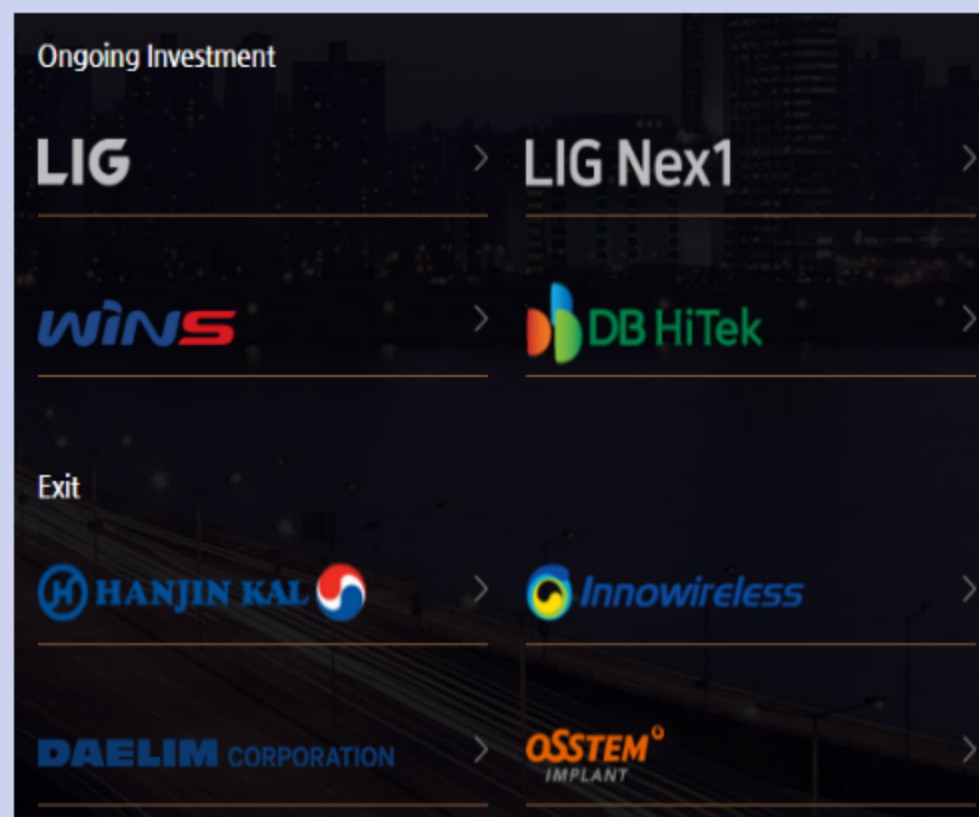 Ongoing Investment
LIG
LIG Nex1
WINS
DB HiTek
Exit
H HANJIN KAL
Innowireless
DAELIM CORPORATION
OSSTEM
IMPLANT